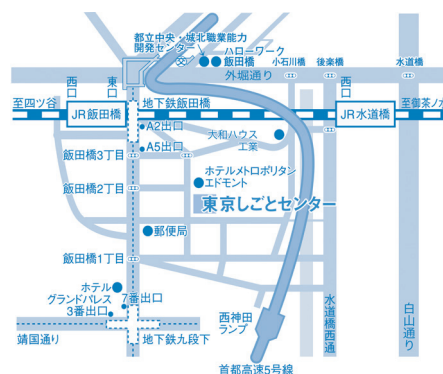 都立中央・城北職業能力
開発センター
ハローワーク
飯田橋
小石川橋
後楽橋
水道橋
外堀通り
西口
東口
西口
至四ツ谷
地下鉄飯田橋
至御茶ノ水
JR飯田橋
JR水道橋
A2出口
大和ハウス
工業
A5出口
飯田橋3丁目
ホテルメトロポリタン
エドモント
飯田橋2丁目
東京しごとセンター
郵便局
飯田橋1丁目
ホテル
グランドパレス
7番出口
3番出口
西神田
ランプ
水道橋西通
白山通り
靖国通り
地下鉄九段下
首都高速5号線